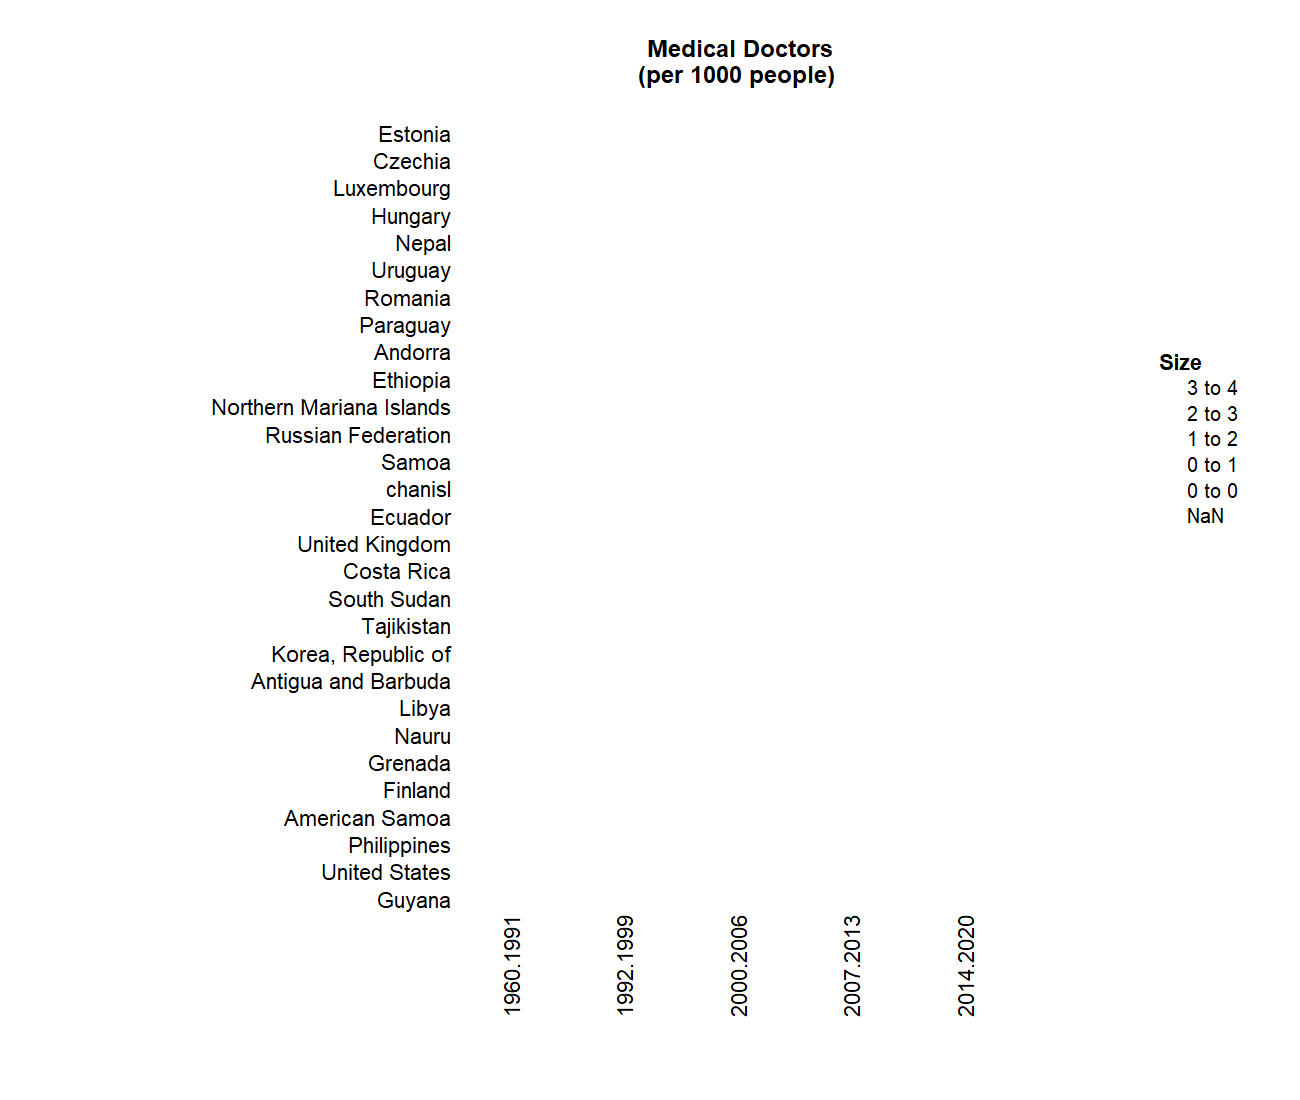 Medical Doctors
(per 1000 people)
Estonia
Czechia
Luxembourg
Hungary
Nepal
Uruguay
Romania
Paraguay
Andorra
Ethiopia
Northern Mariana Islands
Russian Federation
Samoa
chanisl
Ecuador
United Kingdom
Costa Rica
South Sudan
Tajikistan
Korea, Republic of
Antigua and Barbuda
Libya
Nauru
Grenada
Finland
American Samoa
Philippines
United States
Guyana
1960.1991
1992.1999
2000.2006
2007.2013
2014.2020
Size
3 to 4
2 to 3
1 to 2
0 to 1
0 to 0
NaN